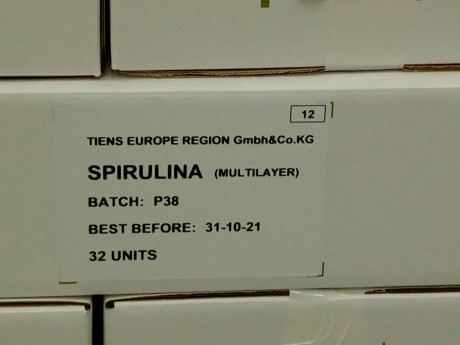 12
TIENS EUROPE REGION Gmbh&Co.KG
SPIRULINA (MULTILAYER)
BATCH: P38
BEST BEFORE: 31-10-21
32 UNITS